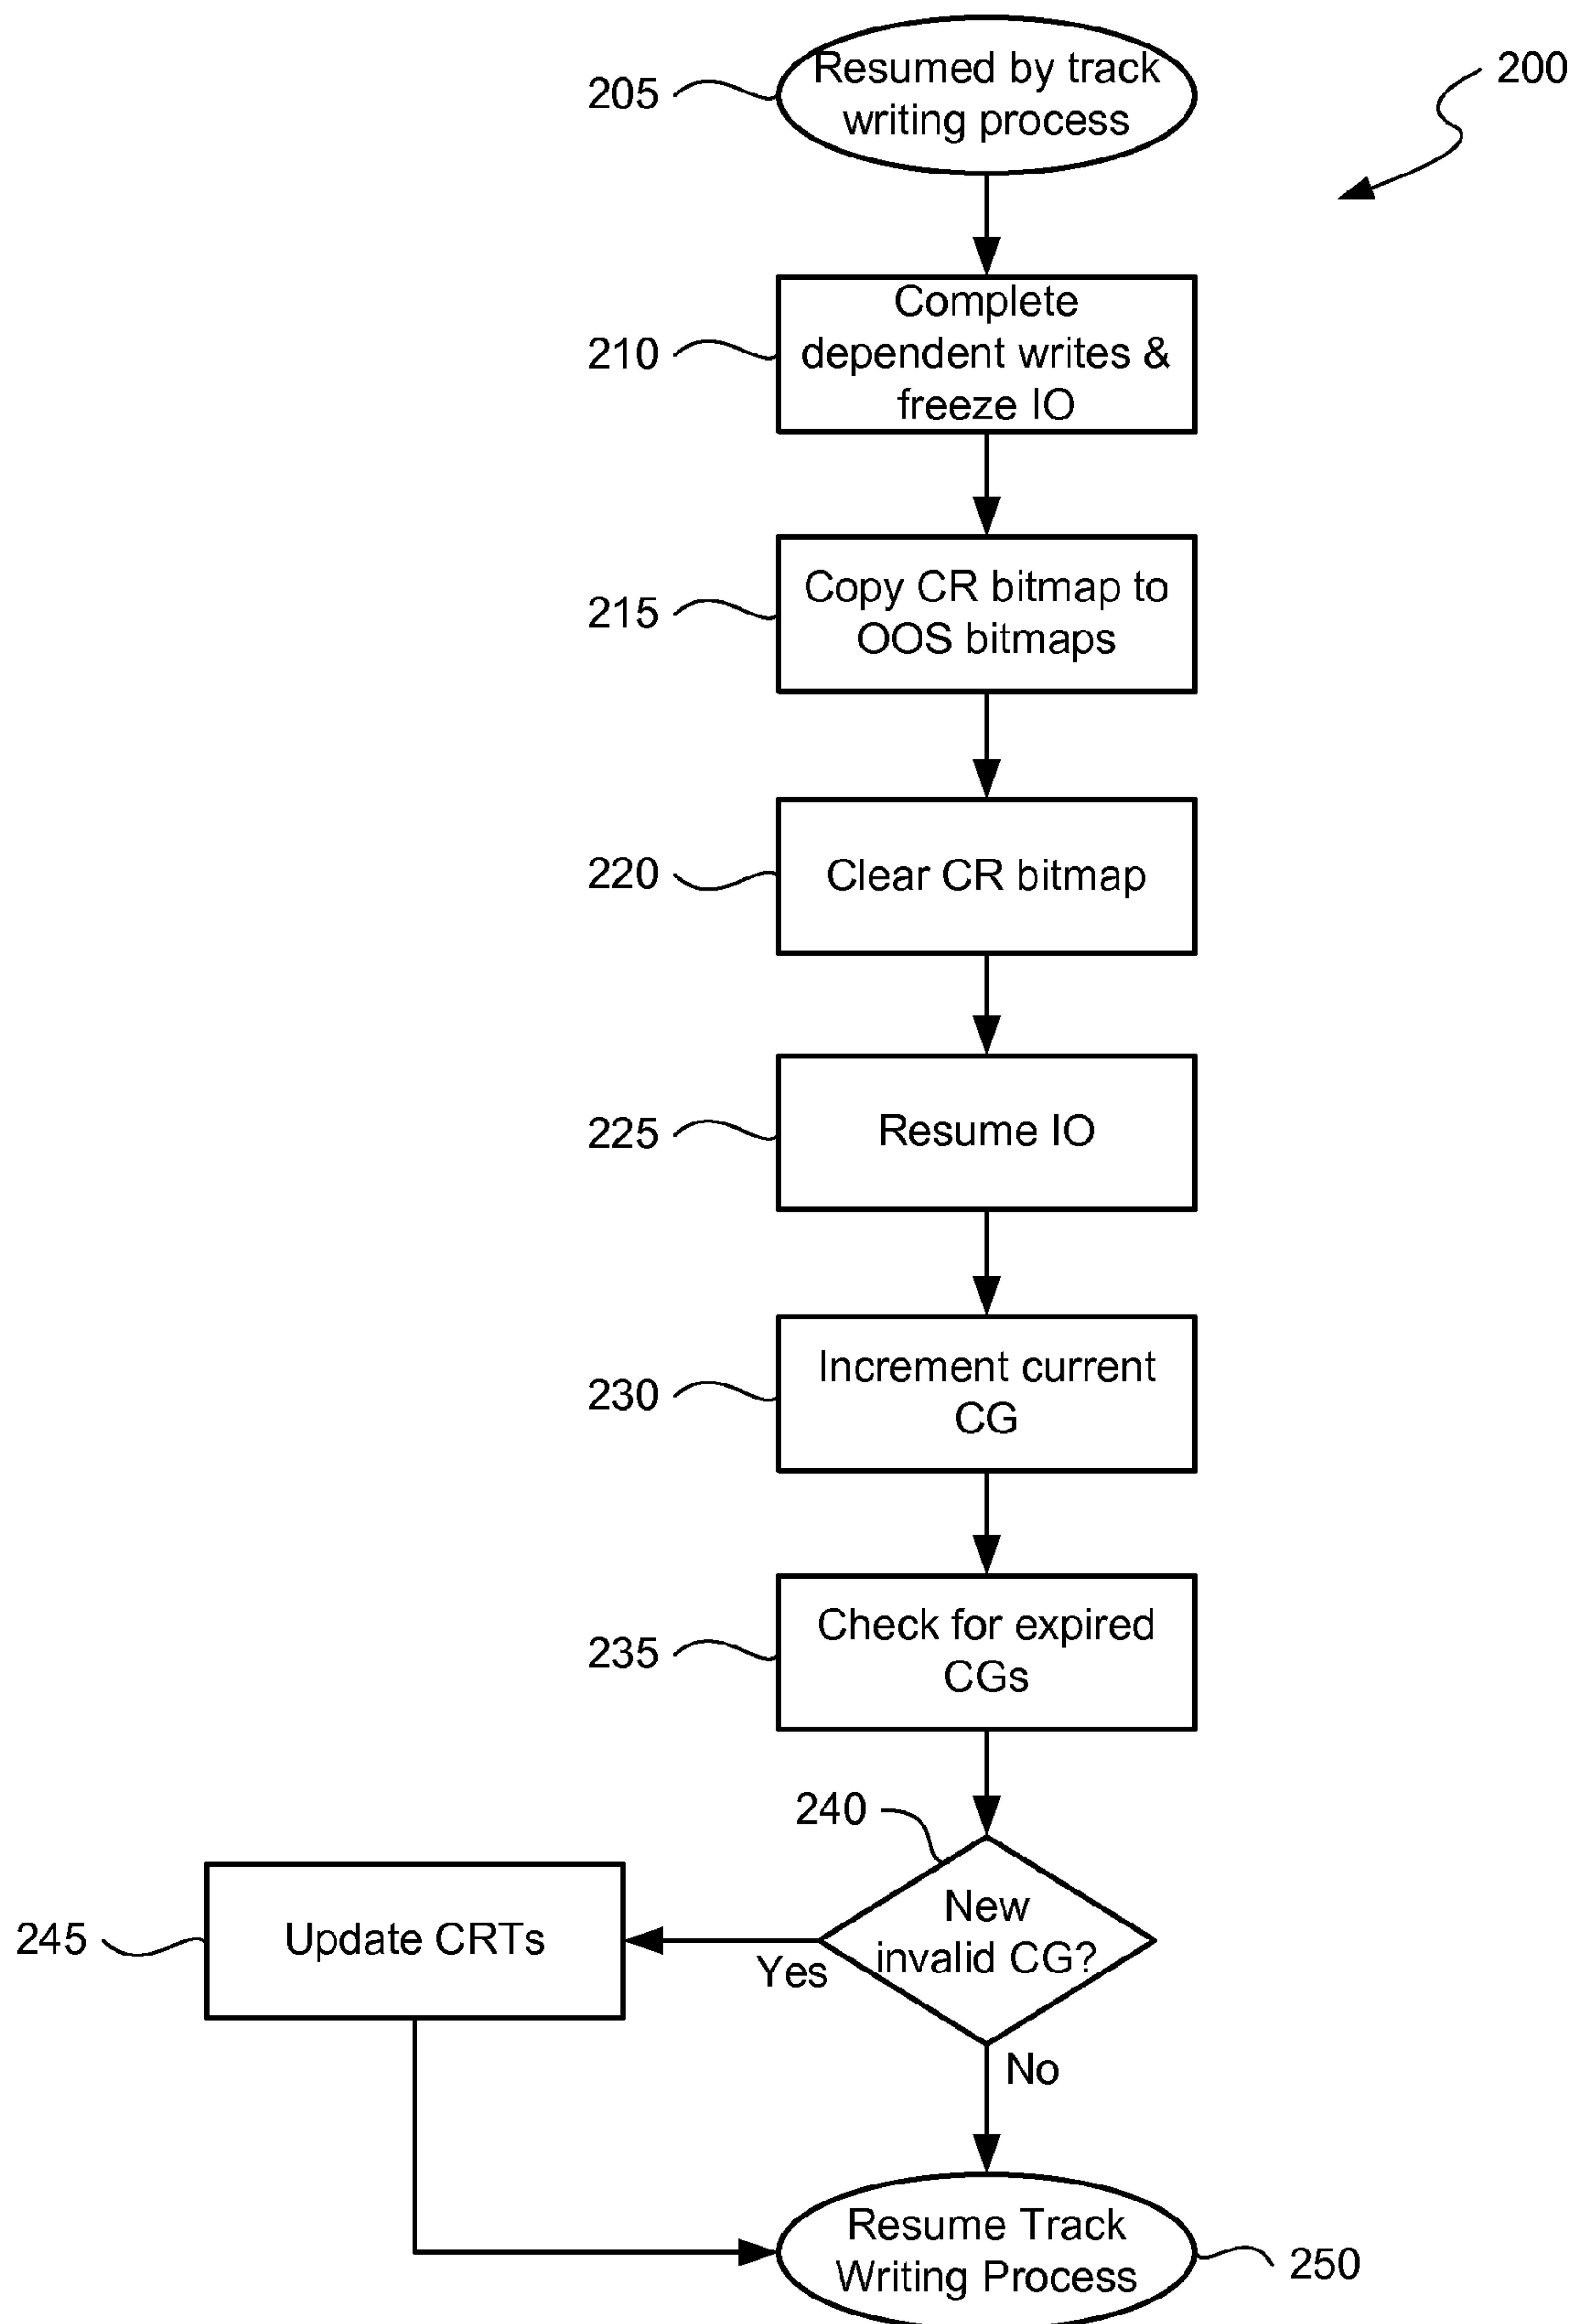 200
205
Resumed by track
writing process
210
Complete
dependent writes &
freeze IO
215
Copy CR bitmap to
OOS bitmaps
220
Clear CR bitmap
225
Resume IO
230
Increment current
CG
235
Check for expired
CGs
240
New
invalid CG?
245
Update CRTs
Yes
No
Resume Track
Writing Process
250